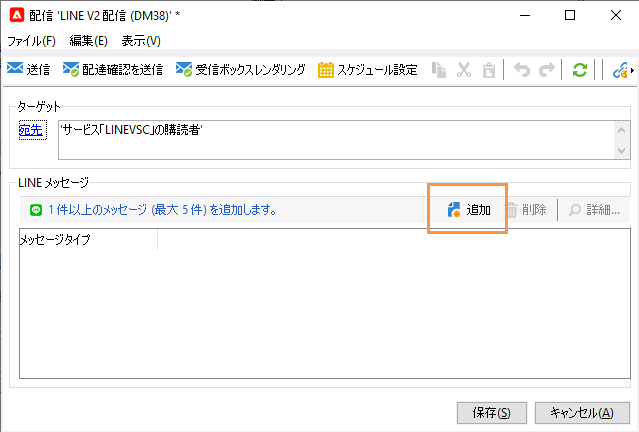 配信 'LINE V2 配信 (DM38)' *
ファイル(F) 編集(E) 表示(V)
送信 配達確認を送信 受信ボックスレンダリング スケジュール設定
ターゲット
宛先 'サービス「LINEVSC」の購読者'
LINE メッセージ
1 件以上のメッセージ (最大 5 件) を追加します。 追加 削除 詳細...
メッセージタイプ
保存(S) キャンセル(A)